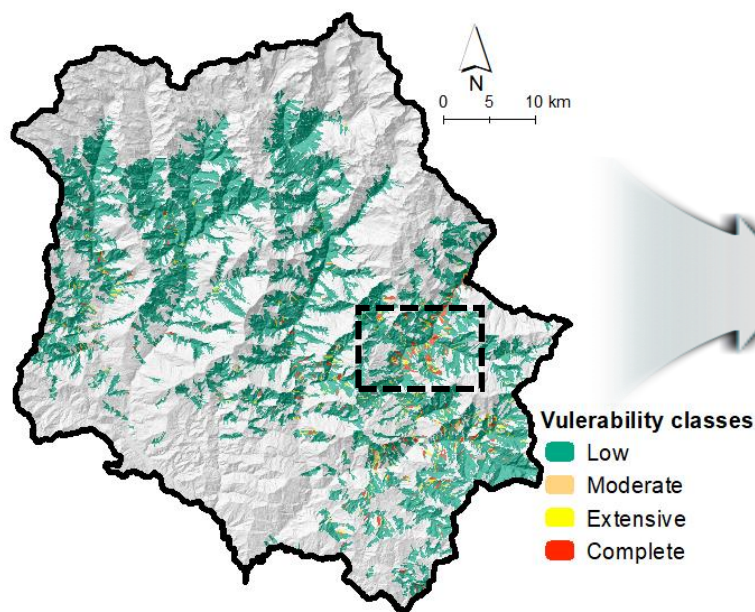 N
0 5 10 km
Vulerability classes
Low
Moderate
Extensive
Complete